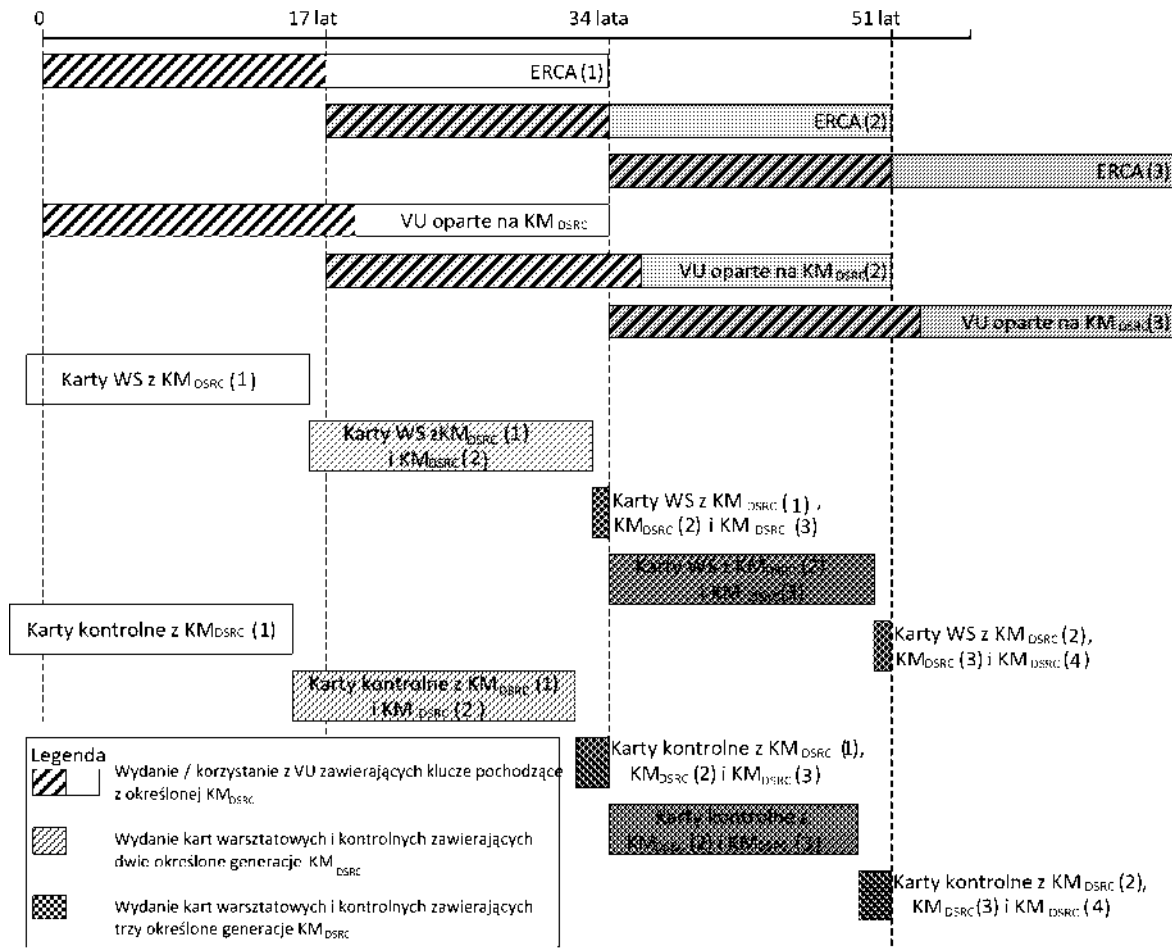 0 17 lat 34 lata 51 lat
ERCA (1)
ERCA (2)
ERCA (3)
VU oparte na KM DSRC
VU oparte na KM DSRC (2)
VU oparte na KM DSRC (3)
Karty WS z KM DSRC (1)
Karty WS z KM DSRC (1)
i KM DSRC (2)
Karty WS z KM DSRC (1),
KM DSRC (2) i KM DSRC (3)
Karty WS z KM DSRC (2)
i KM DSRC (3)
Karty kontrolne z KM DSRC (1)
Karty WS z KM DSRC (2),
KM DSRC (3) i KM DSRC (4)
Karty kontrolne z KM DSRC (1)
i KM DSRC (2)
Karty kontrolne z KM DSRC (1),
KM DSRC (2) i KM DSRC (3)
Karty kontrolne z
KM (2) i KM (3)
Karty kontrolne z KM DSRC (2),
KM DSRC (3) i KM DSRC (4)
Legenda
Wydanie / korzystanie z VU zawierających klucze pochodzące
z określonej KM DSRC
Wydanie kart warsztatowych i kontrolnych zawierających
dwie określone generacje KM DSRC
Wydanie kart warsztatowych i kontrolnych zawierających
trzy określone generacje KM DSRC